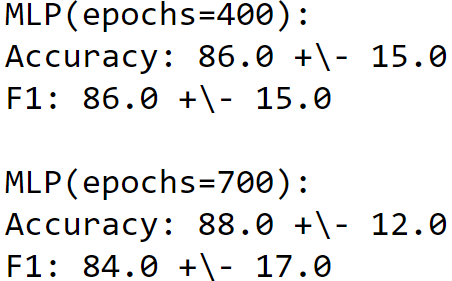 MLP(epochs=400):
Accuracy: 86.0 +\- 15.0
F1: 86.0 +\- 15.0
MLP(epochs=700):
Accuracy: 88.0 +\- 12.0
F1: 84.0 +\- 17.0